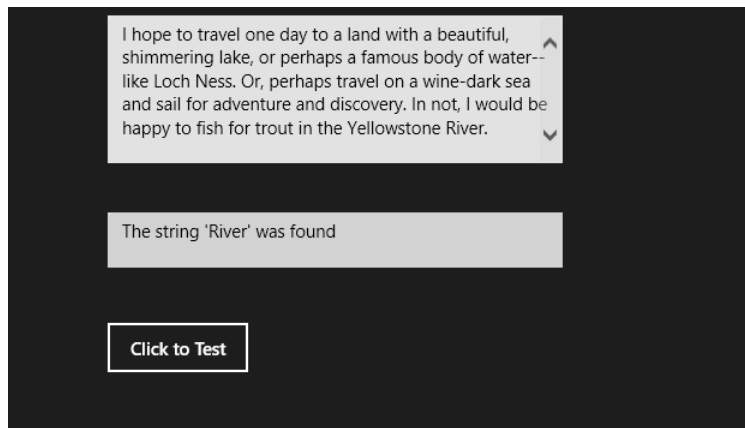 I hope to travel one day to a land with a beautiful,
shimmering lake, or perhaps a famous body of water--
like Loch Ness. Or, perhaps travel on a wine-dark sea
and sail for adventure and discovery. In not, I would be
happy to fish for trout in the Yellowstone River.
The string 'River' was found
Click to Test